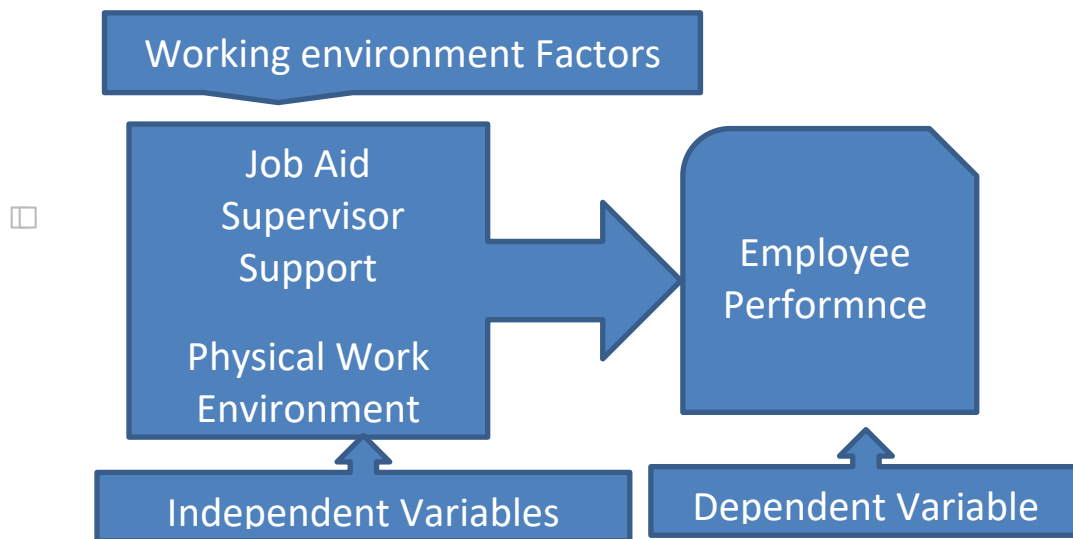 Working environment Factors
Job Aid
Supervisor
Support
Physical Work
Environment
Employee
Performnce
Independent Variables
Dependent Variable